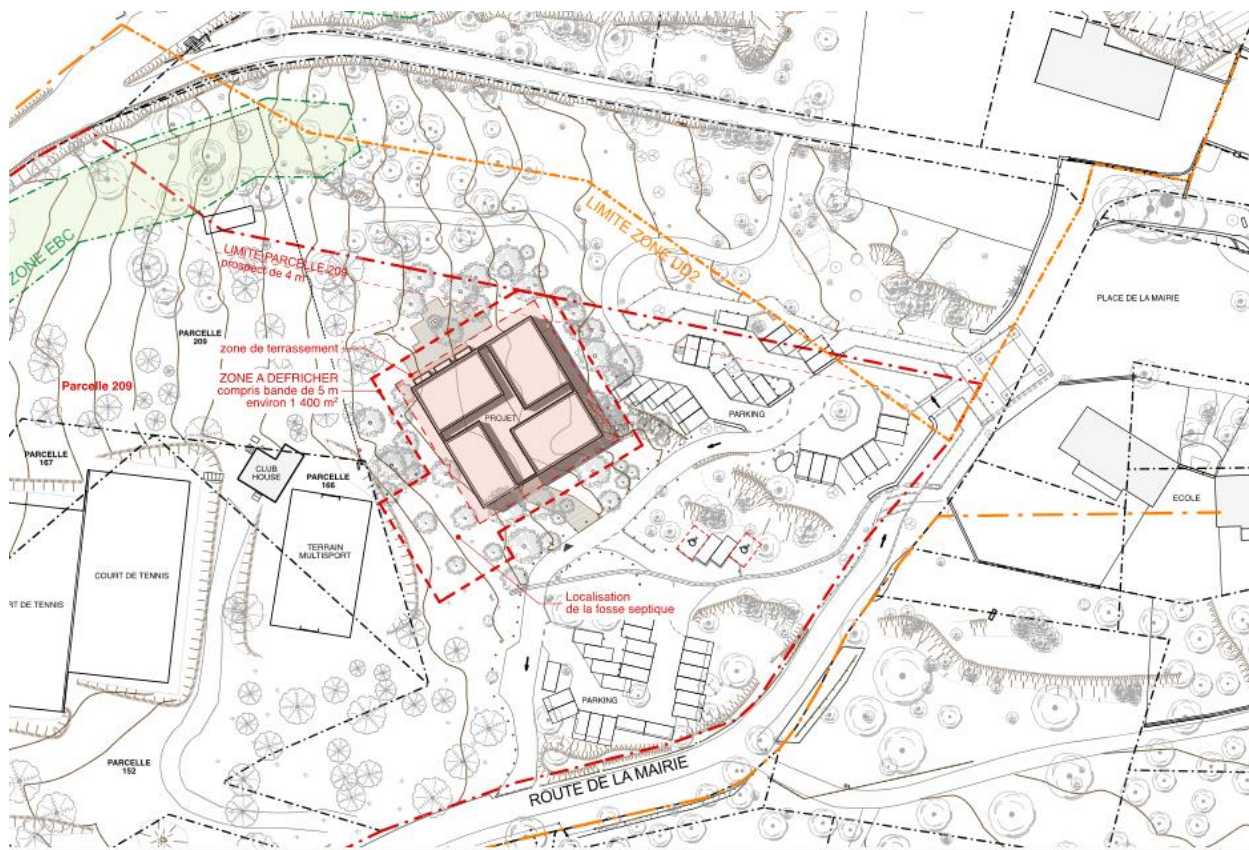 ZONE EBC
LIMITE PARCELLE 209
prospect de 4 m
LIMITE ZONE UD2
PLACE DE LA MAIRIE
PARCELLE
209
zone de terrassement
ZONE A DEFRICHER
compris bande de 5 m
environ 1 400 m²
Parcelle 209
PROJET
PARKING
PARCELLE
167
CLUB
HOUSE
PARCELLE
166
ECOLE
TERRAIN
MULTISPORT
COURT DE TENNIS
RT DE TENNIS
Localisation
de la fosse septique
PARKING
PARCELLE
152
ROUTE DE LA MAIRIE